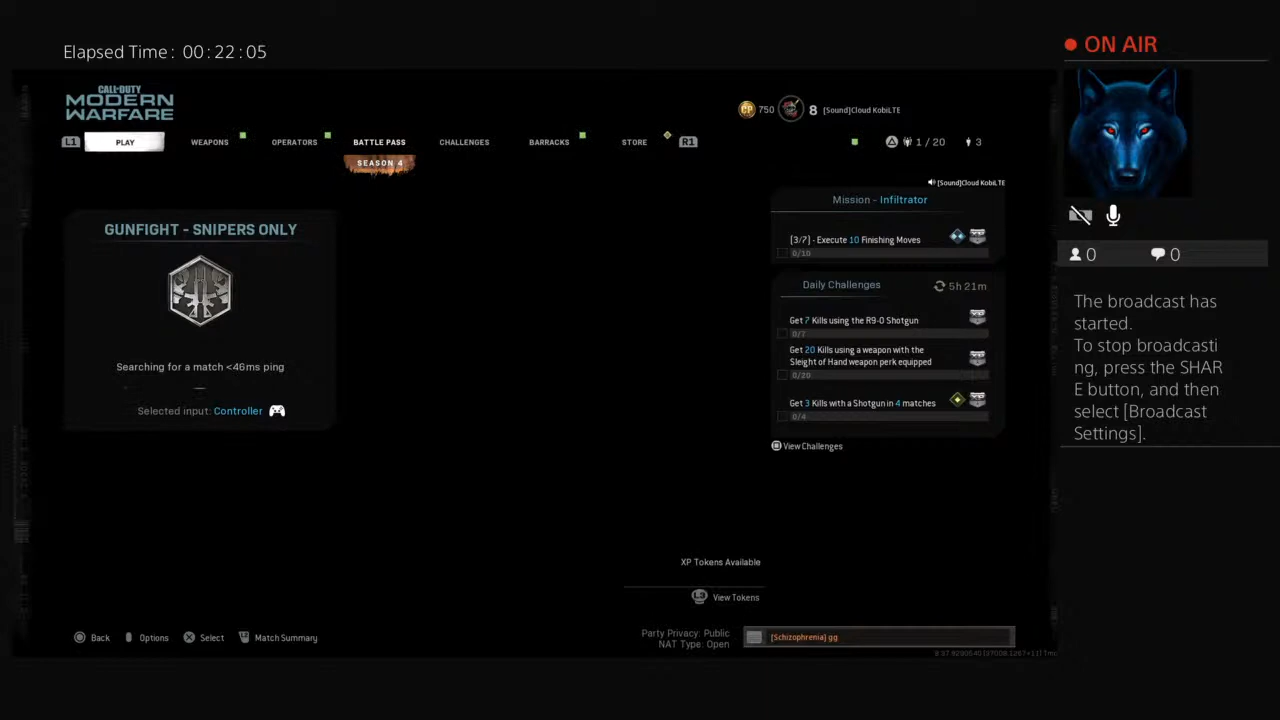 Elapsed Time: 00:22:05
ON AIR
CALL OF DUTY
MODERN
WARFARE
CP 750 8 [Sound]Cloud KobiLTE
L1 PLAY WEAPONS OPERATORS BATTLE PASS CHALLENGES BARRACKS STORE R1 1 / 20 3
SEASON 4
[Sound]Cloud KobiLTE
GUNFIGHT - SNIPERS ONLY
Searching for a match <46ms ping
Selected input: Controller
Mission - Infiltrator
[3/7] - Execute 10 Finishing Moves
0/10
Daily Challenges 5h 21m
Get 7 Kills using the R9-0 Shotgun
0/7
Get 20 Kills using a weapon with the
Sleight of Hand weapon perk equipped
0/20
Get 3 Kills with a Shotgun in 4 matches
0/4
View Challenges
0 0
The broadcast has
started.
To stop broadcasti
ng, press the SHAR
E button, and then
select [Broadcast
Settings].
XP Tokens Available
L3 View Tokens
Back Options Select Match Summary
Party Privacy: Public
NAT Type: Open
[Schizophrenia] gg